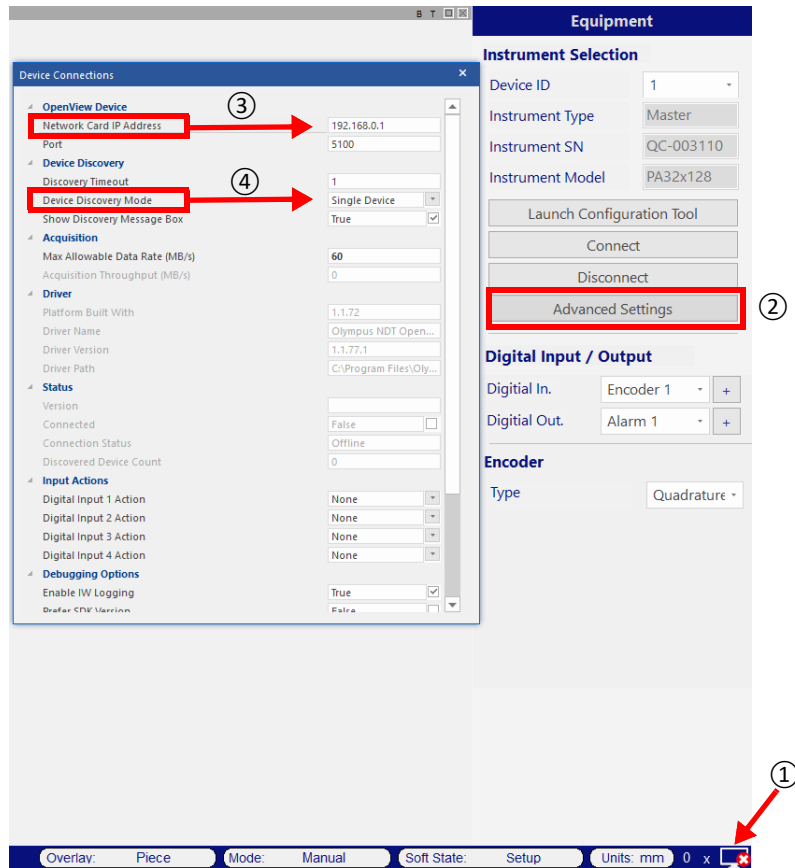 B T
Equipment
Instrument Selection
Device ID 1
Instrument Type Master
Instrument SN QC-003110
Instrument Model PA32x128
Launch Configuration Tool
Connect
Disconnect
Advanced Settings
②
Digital Input / Output
Digitial In. Encoder 1 +
Digitial Out. Alarm 1 +
Encoder
Type Quadrature
Device Connections ×
OpenView Device
③
Network Card IP Address 192.168.0.1
Port 5100
Device Discovery
④
Discovery Timeout 1
Device Discovery Mode Single Device
Show Discovery Message Box True
Acquisition
Max Allowable Data Rate (MB/s) 60
Acquisition Throughput (MB/s) 0
Driver
Platform Built With 1.1.72
Driver Name Olympus NDT Open...
Driver Version 1.1.77.1
Driver Path C:\Program Files\Oly...
Status
Version
Connected False
Connection Status Offline
Discovered Device Count 0
Input Actions
Digital Input 1 Action None
Digital Input 2 Action None
Digital Input 3 Action None
Digital Input 4 Action None
Debugging Options
Enable IW Logging True
Prefer SDK Version False
①
Overlay: Piece Mode: Manual Soft State: Setup Units: mm 0 x